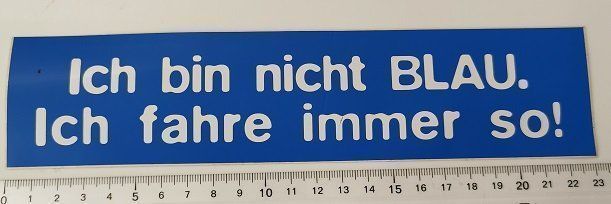 Ich bin nicht BLAU.
Ich fahre immer so!
0 1 2 3 4 5 6 7 8 9 10 11 12 13 14 15 16 17 18 19 20 21 22 23